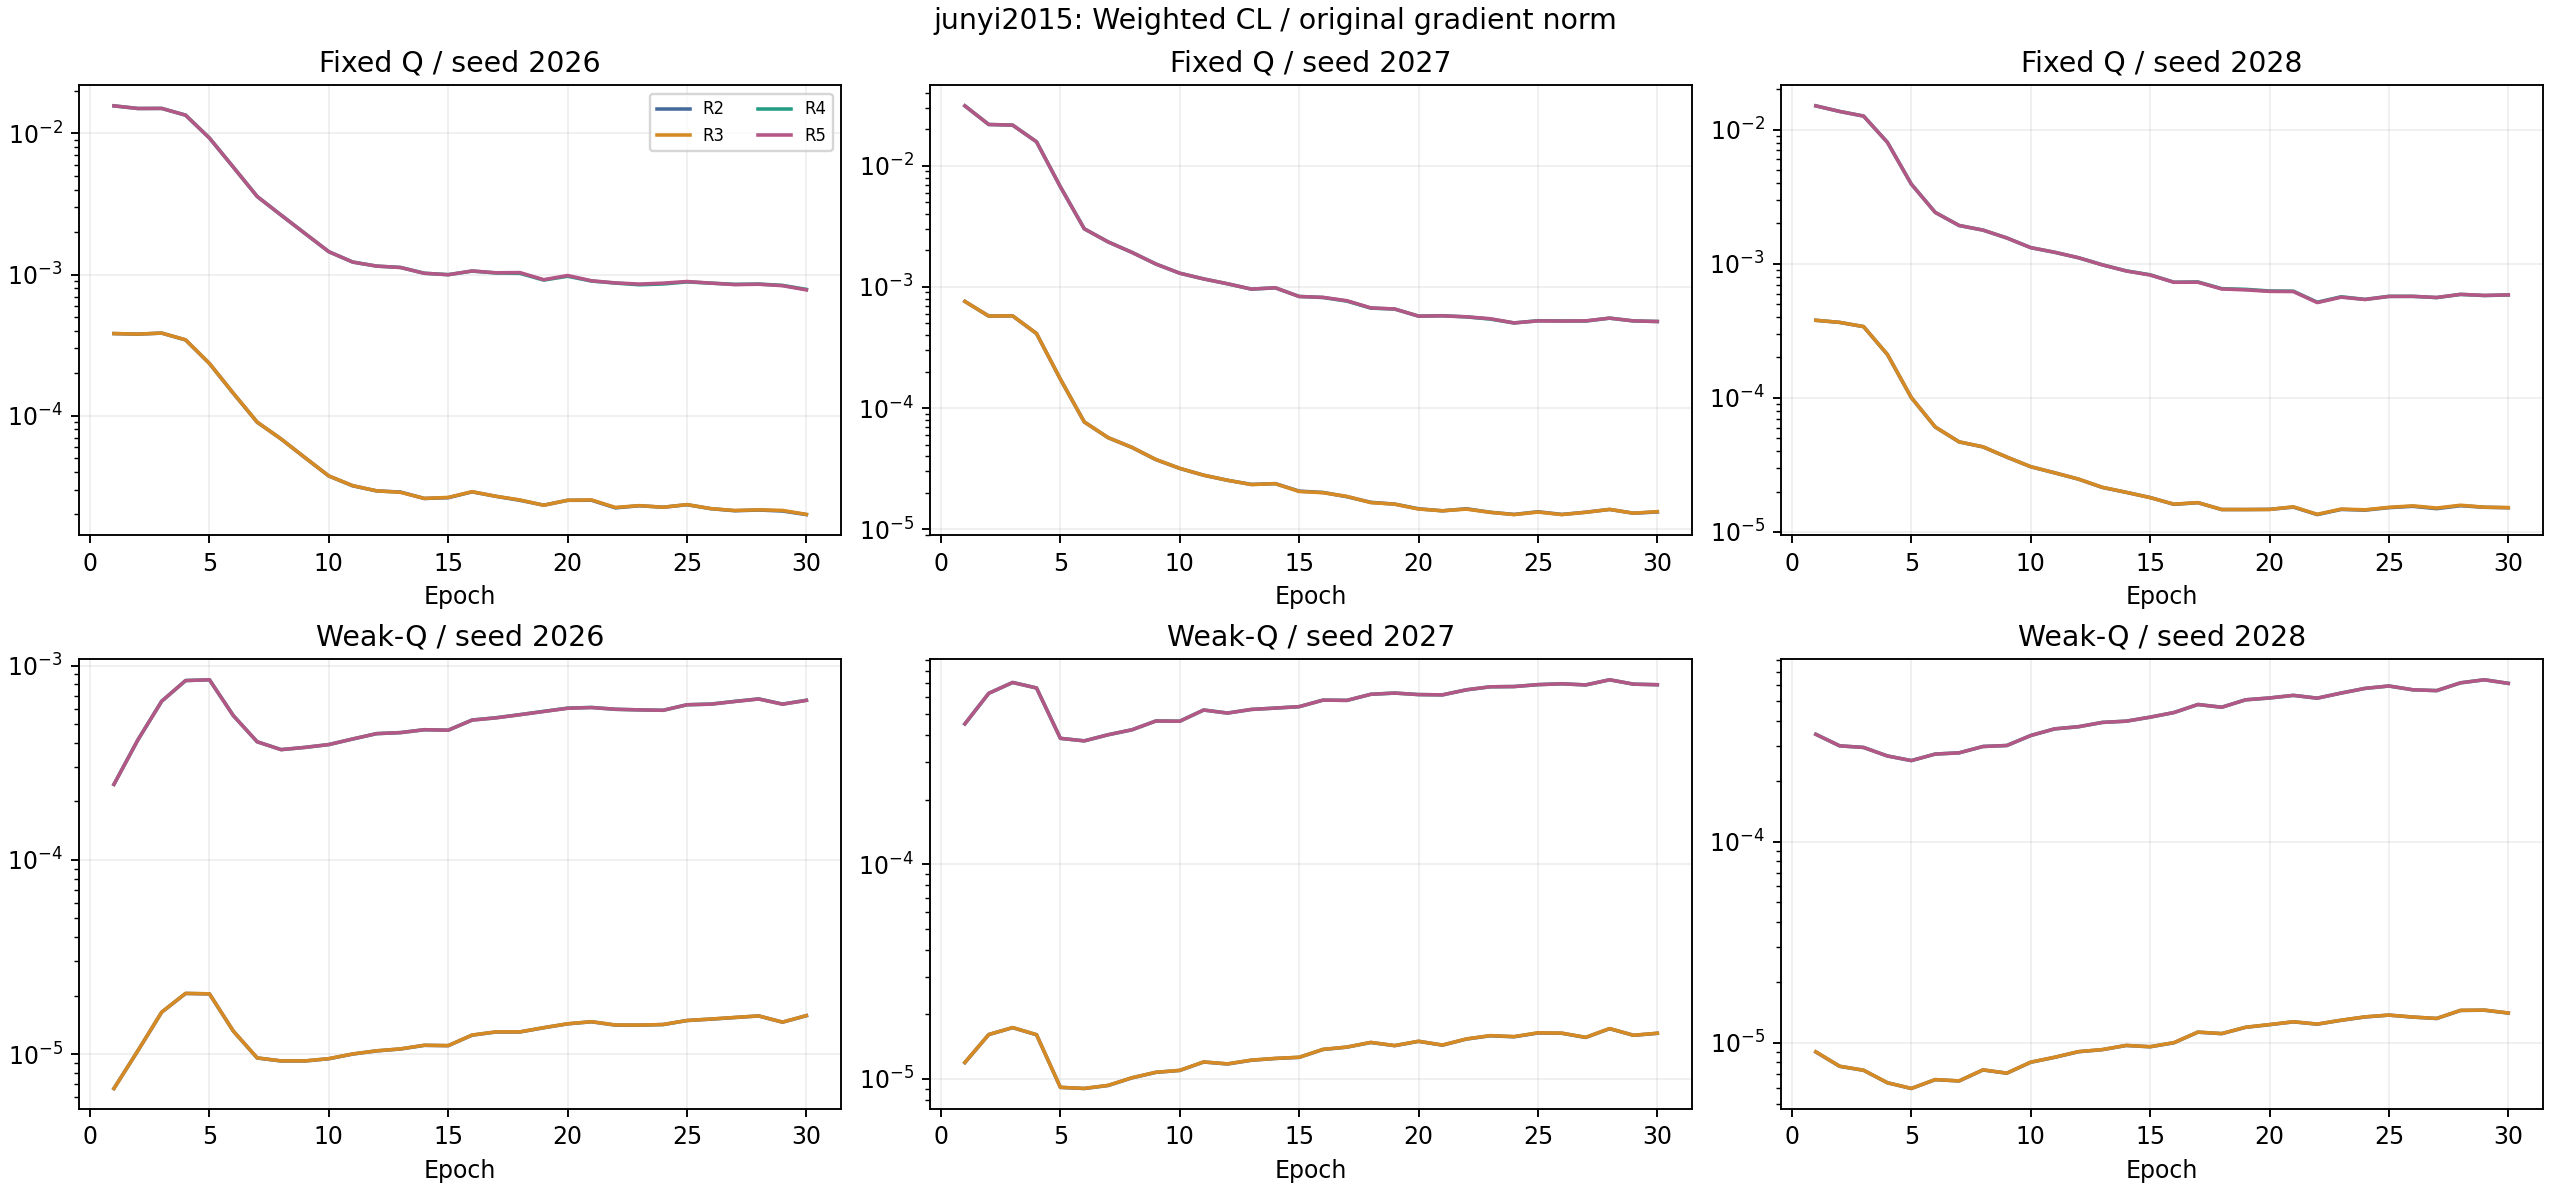 junyi2015: Weighted CL / original gradient norm
Fixed Q / seed 2026
Fixed Q / seed 2027
Fixed Q / seed 2028
R2 R4
R3 R5
10⁻²
10⁻³
10⁻⁴
0 5 10 15 20 25 30
Epoch
10⁻²
10⁻³
10⁻⁴
10⁻⁵
0 5 10 15 20 25 30
Epoch
10⁻²
10⁻³
10⁻⁴
10⁻⁵
0 5 10 15 20 25 30
Epoch
Weak-Q / seed 2026
Weak-Q / seed 2027
Weak-Q / seed 2028
10⁻³
10⁻⁴
10⁻⁵
0 5 10 15 20 25 30
Epoch
10⁻⁴
10⁻⁵
0 5 10 15 20 25 30
Epoch
10⁻⁴
10⁻⁵
0 5 10 15 20 25 30
Epoch